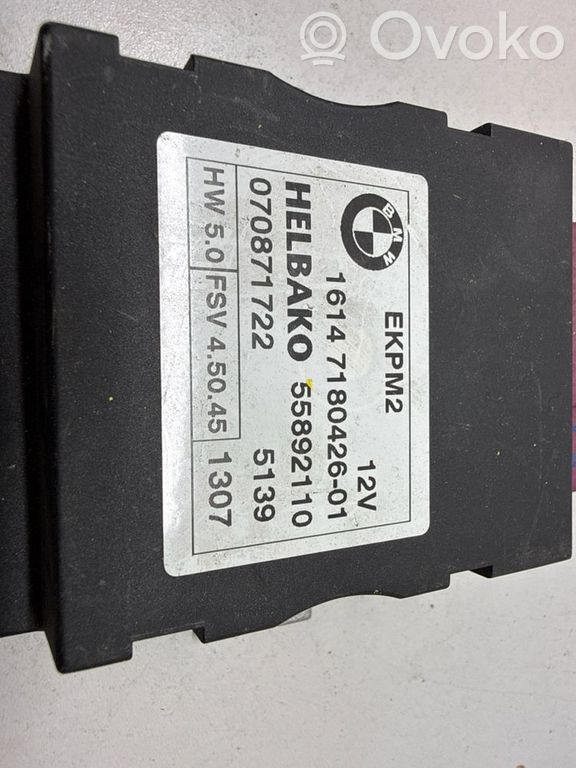 Ovoko
BMW
EKPM2 12V
1614 7180426-01
HELBAKO 55892110
070871722 5139
HW 5.0 FSV 4.50.45 1307